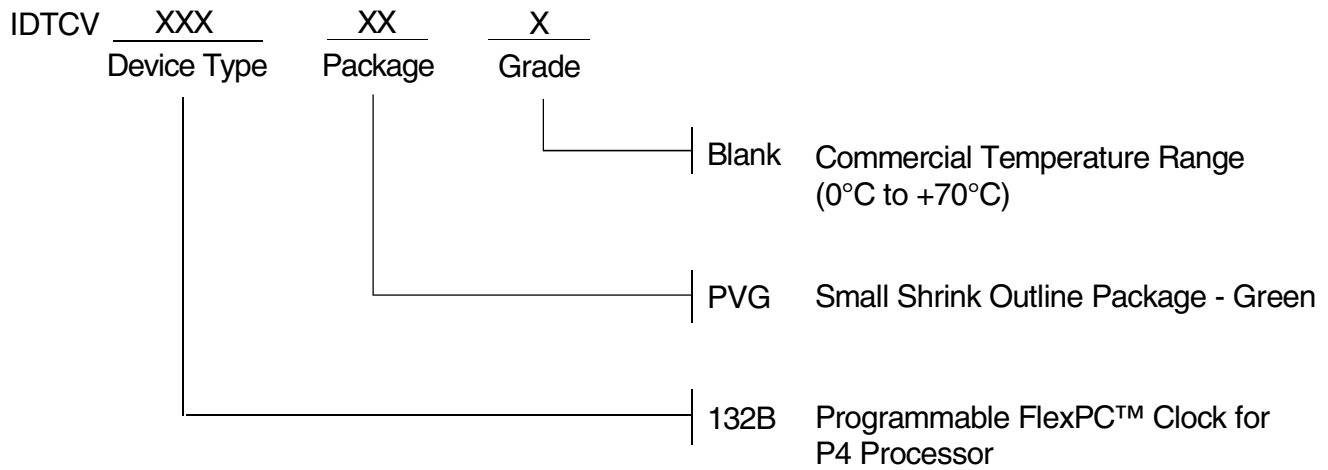 IDTCV XXX XX X
Device Type Package Grade
Blank Commercial Temperature Range
(0°C to +70°C)
PVG Small Shrink Outline Package - Green
132B Programmable FlexPC™ Clock for
P4 Processor